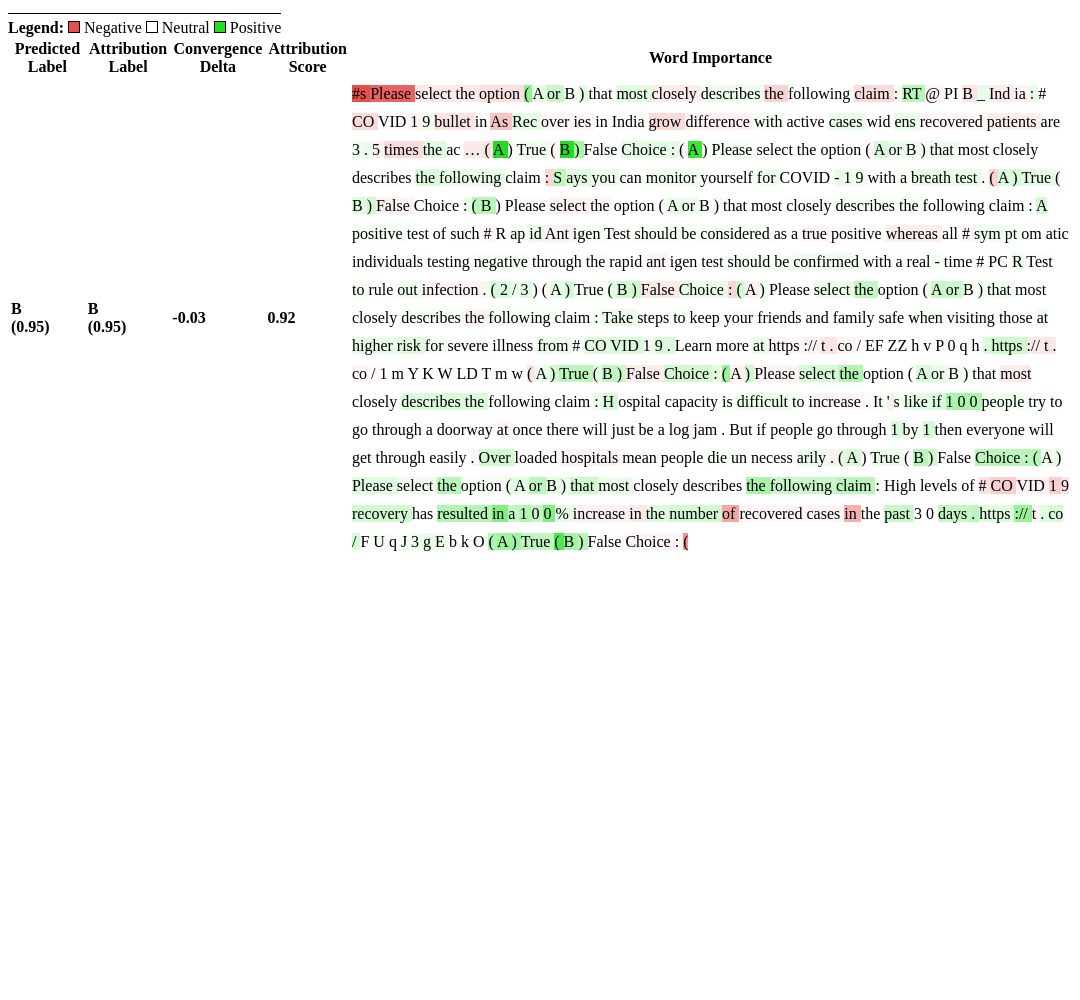 Legend: Negative Neutral Positive
Predicted Label Attribution Label Convergence Delta Attribution Score Word Importance
B (0.95) B (0.95) -0.03 0.92
#s Please select the option ( A or B ) that most closely describes the following claim : RT @ PI B _ Ind ia : #
CO VID 1 9 bullet in As Rec over ies in India grow difference with active cases wid ens recovered patients are
3 . 5 times the ac … ( A ) True ( B ) False Choice : ( A ) Please select the option ( A or B ) that most closely
describes the following claim : S ays you can monitor yourself for COVID - 1 9 with a breath test . ( A ) True (
B ) False Choice : ( B ) Please select the option ( A or B ) that most closely describes the following claim : A
positive test of such # R ap id Ant igen Test should be considered as a true positive whereas all # sym pt om atic
individuals testing negative through the rapid ant igen test should be confirmed with a real - time # PC R Test
to rule out infection . ( 2 / 3 ) ( A ) True ( B ) False Choice : ( A ) Please select the option ( A or B ) that most
closely describes the following claim : Take steps to keep your friends and family safe when visiting those at
higher risk for severe illness from # CO VID 1 9 . Learn more at https :// t . co / EF ZZ h v P 0 q h . https :// t .
co / 1 m Y K W LD T m w ( A ) True ( B ) False Choice : ( A ) Please select the option ( A or B ) that most
closely describes the following claim : H ospital capacity is difficult to increase . It ' s like if 1 0 0 people try to
go through a doorway at once there will just be a log jam . But if people go through 1 by 1 then everyone will
get through easily . Over loaded hospitals mean people die un necess arily . ( A ) True ( B ) False Choice : ( A )
Please select the option ( A or B ) that most closely describes the following claim : High levels of # CO VID 1 9
recovery has resulted in a 1 0 0 % increase in the number of recovered cases in the past 3 0 days . https :// t . co
/ F U q J 3 g E b k O ( A ) True ( B ) False Choice : (